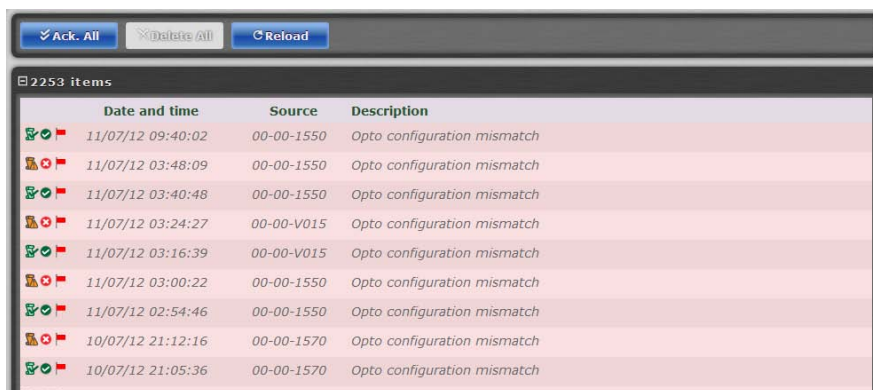 Ack. All Delete All Reload
2253 items
Date and time Source Description
11/07/12 09:40:02 00-00-1550 Opto configuration mismatch
11/07/12 03:48:09 00-00-1550 Opto configuration mismatch
11/07/12 03:40:48 00-00-1550 Opto configuration mismatch
11/07/12 03:24:27 00-00-V015 Opto configuration mismatch
11/07/12 03:16:39 00-00-V015 Opto configuration mismatch
11/07/12 03:00:22 00-00-1550 Opto configuration mismatch
11/07/12 02:54:46 00-00-1550 Opto configuration mismatch
10/07/12 21:12:16 00-00-1570 Opto configuration mismatch
10/07/12 21:05:36 00-00-1570 Opto configuration mismatch